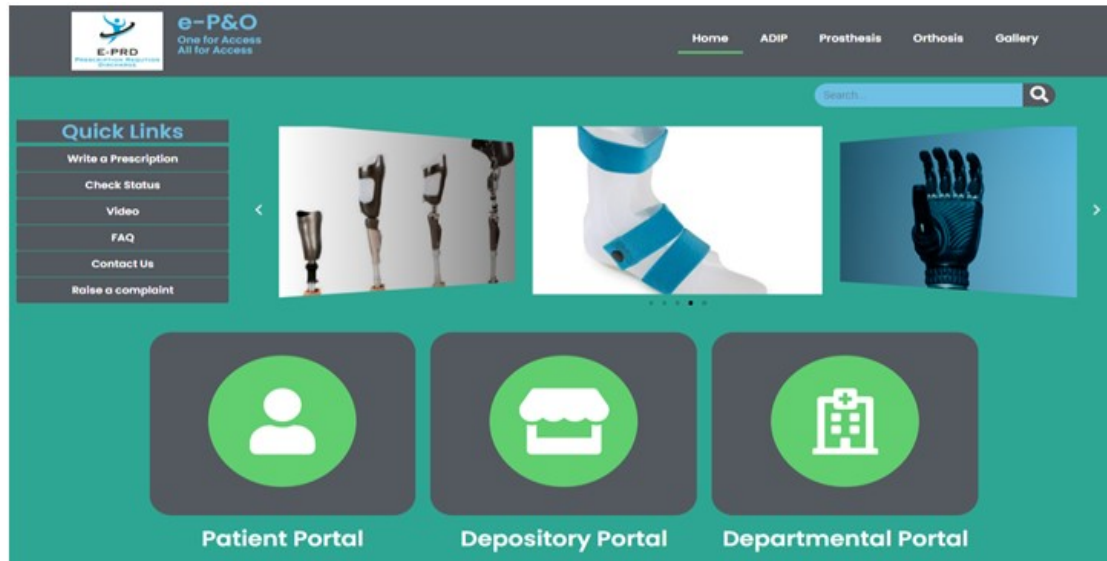 e-P&O
One for Access
All for Access
E-PRD
Home
ADIP
Prosthesis
Orthosis
Gallery
Search...
Quick Links
Write a Prescription
Check Status
Video
FAQ
Contact Us
Raise a complaint
Patient Portal
Depository Portal
Departmental Portal